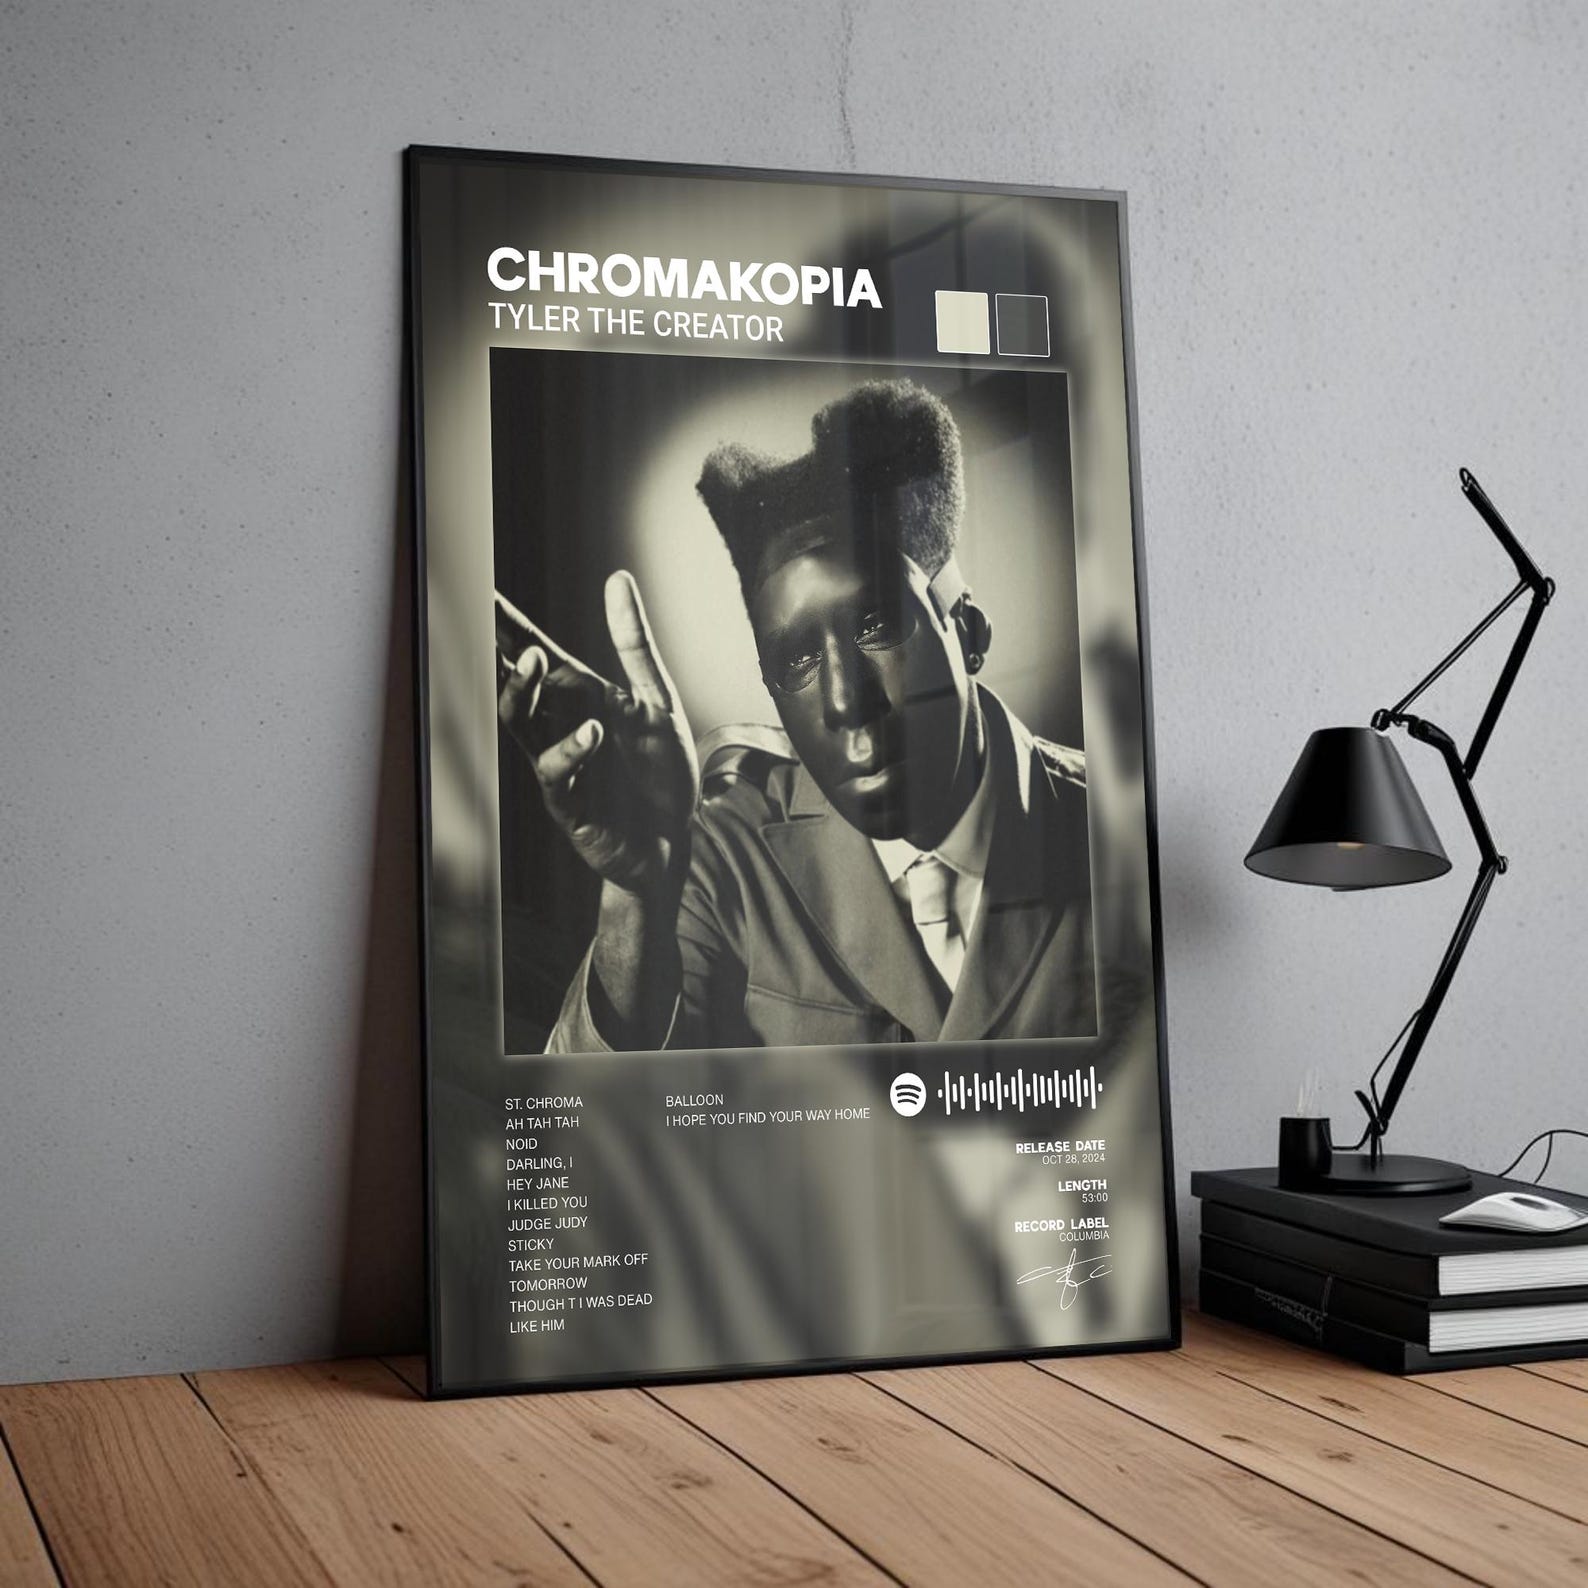 CHROMAKOPIA
TYLER THE CREATOR
ST. CHROMA
AH TAH TAH
NOID
DARLING, I
HEY JANE
I KILLED YOU
JUDGE JUDY
STICKY
TAKE YOUR MARK OFF
TOMORROW
THOUGH T I WAS DEAD
LIKE HIM
BALLOON
I HOPE YOU FIND YOUR WAY HOME
RELEASE DATE
OCT 28, 2024
LENGTH
53:00
RECORD LABEL
COLUMBIA